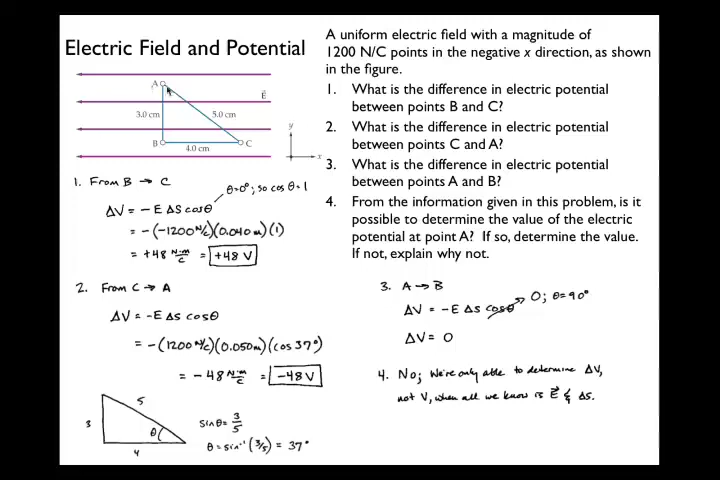 Electric Field and Potential
A
E
3.0 cm
5.0 cm
B
C
4.0 cm
y
x
A uniform electric field with a magnitude of
1200 N/C points in the negative x direction, as shown
in the figure.
1. What is the difference in electric potential
between points B and C?
2. What is the difference in electric potential
between points C and A?
3. What is the difference in electric potential
between points A and B?
4. From the information given in this problem, is it
possible to determine the value of the electric
potential at point A? If so, determine the value.
If not, explain why not.
1. From B → C
θ=0°; so cos θ=1
ΔV = −E ΔS cosθ
= −(−1200 N/C)(0.040m)(1)
= +48 N·m/C = +48 V
2. From C → A
ΔV = −E ΔS cosθ
= −(1200 N/C)(0.050m)(cos 37°)
= −48 N·m/C = −48V
3
5
θ
4
sinθ = 3/5
θ = sin⁻¹(3/5) = 37°
3. A → B
ΔV = −E ΔS cosθ → 0; θ=90°
ΔV = 0
4. No; We're only able to determine ΔV,
not V, when all we know is E & ΔS.